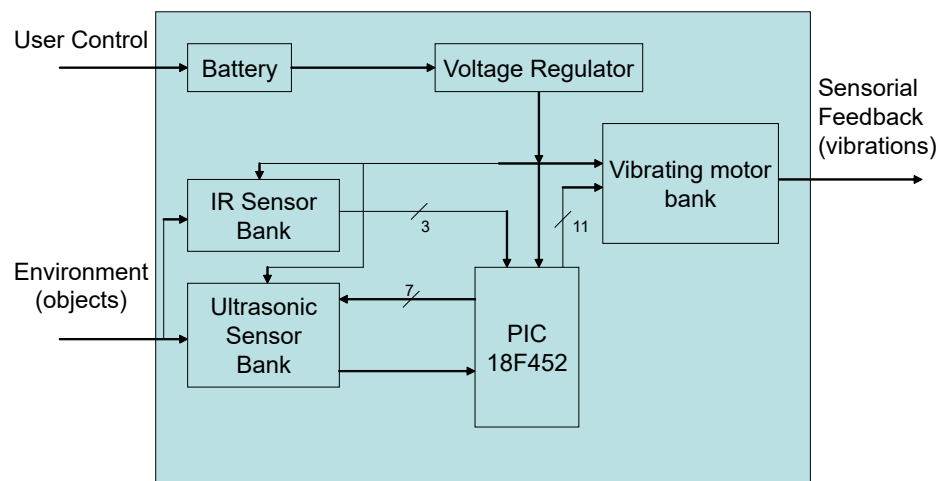 User Control
Battery
Voltage Regulator
Sensorial
Feedback
(vibrations)
Vibrating motor
bank
IR Sensor
Bank
3
11
Environment
(objects)
Ultrasonic
Sensor
Bank
7
PIC
18F452